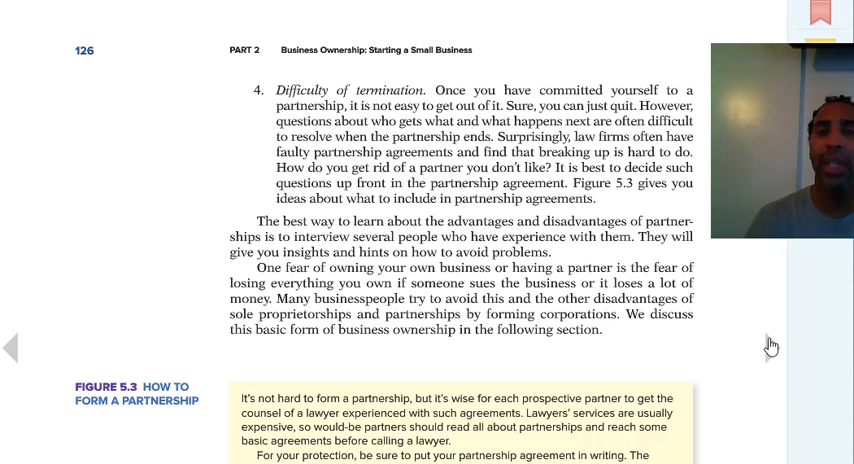 126
PART 2 Business Ownership: Starting a Small Business
4. Difficulty of termination. Once you have committed yourself to a
partnership, it is not easy to get out of it. Sure, you can just quit. However,
questions about who gets what and what happens next are often difficult
to resolve when the partnership ends. Surprisingly, law firms often have
faulty partnership agreements and find that breaking up is hard to do.
How do you get rid of a partner you don't like? It is best to decide such
questions up front in the partnership agreement. Figure 5.3 gives you
ideas about what to include in partnership agreements.
The best way to learn about the advantages and disadvantages of partner-
ships is to interview several people who have experience with them. They will
give you insights and hints on how to avoid problems.
One fear of owning your own business or having a partner is the fear of
losing everything you own if someone sues the business or it loses a lot of
money. Many businesspeople try to avoid this and the other disadvantages of
sole proprietorships and partnerships by forming corporations. We discuss
this basic form of business ownership in the following section.
FIGURE 5.3 HOW TO
FORM A PARTNERSHIP
It's not hard to form a partnership, but it's wise for each prospective partner to get the
counsel of a lawyer experienced with such agreements. Lawyers' services are usually
expensive, so would-be partners should read all about partnerships and reach some
basic agreements before calling a lawyer.
For your protection, be sure to put your partnership agreement in writing. The